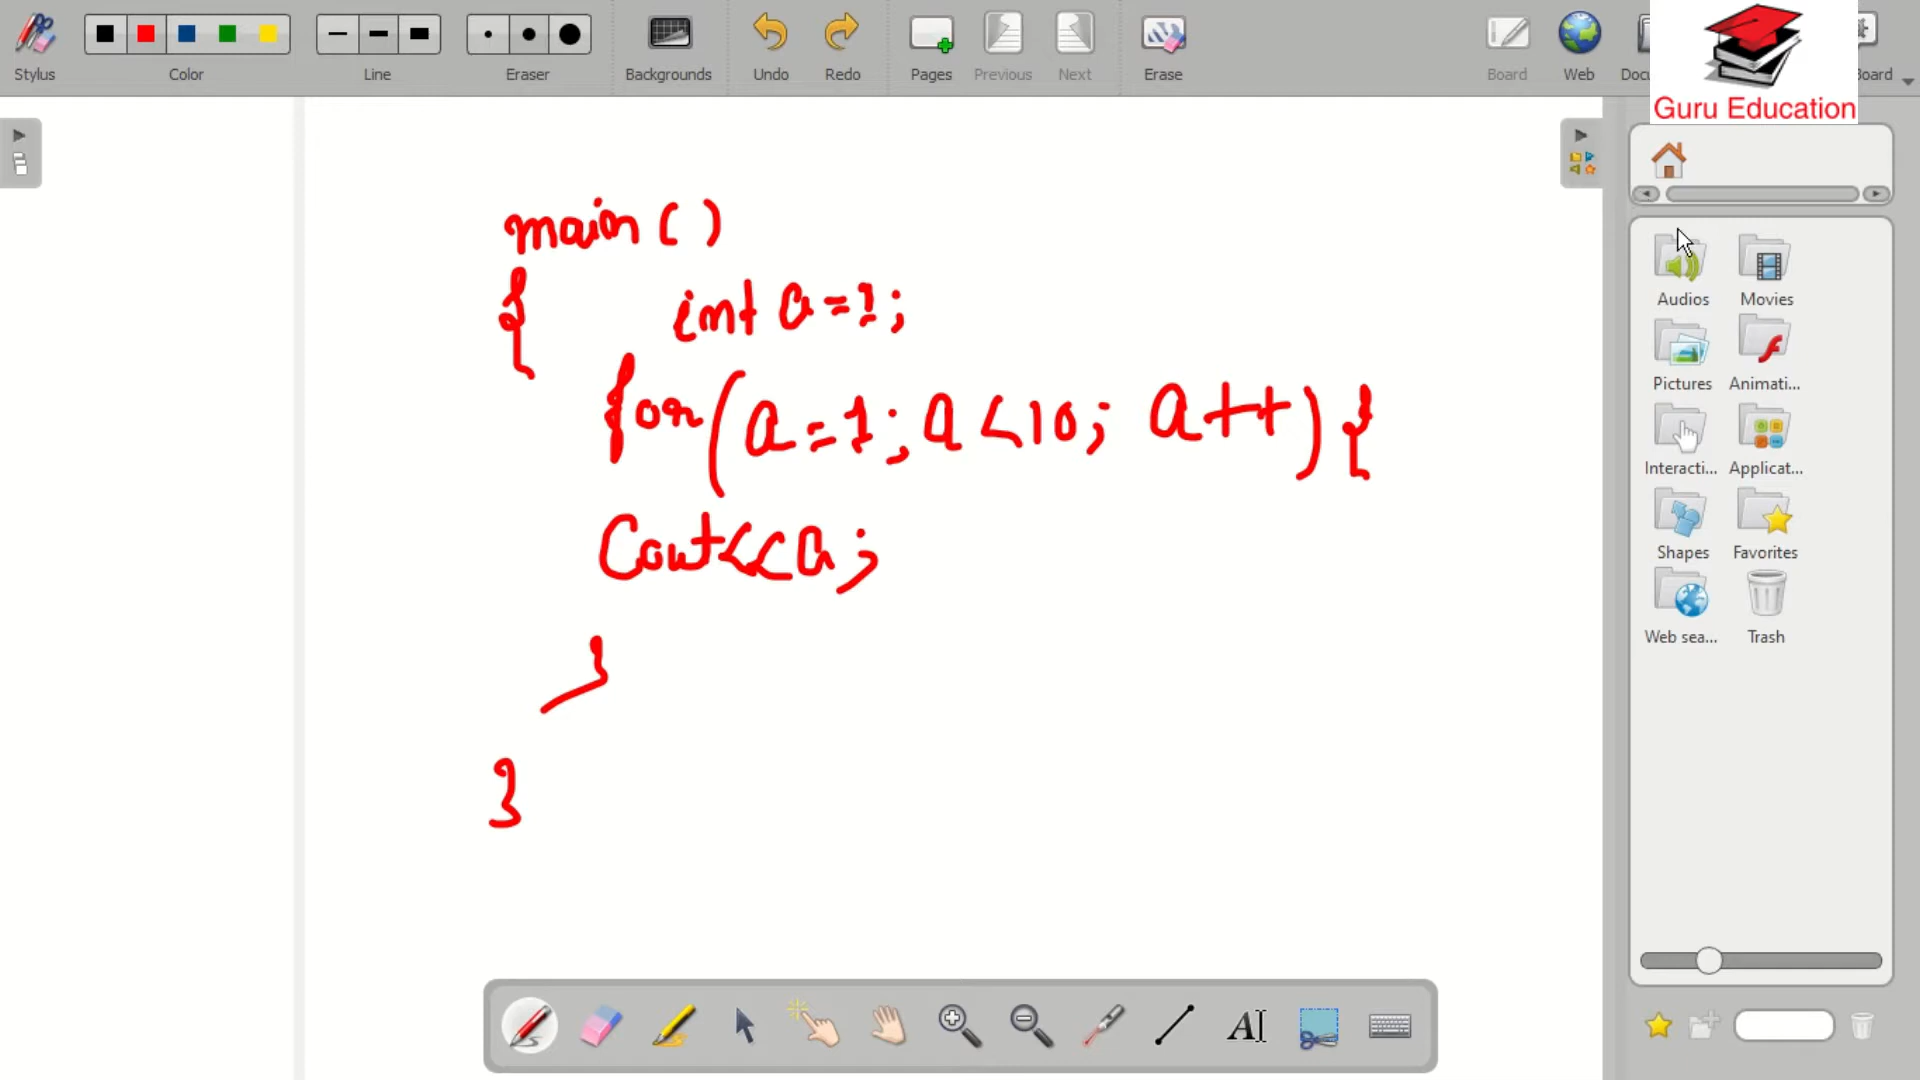 Stylus
Color
Line
Eraser
Backgrounds
Undo
Redo
Pages
Previous
Next
Erase
Board
Web
Board
Guru Education
main ( )
{ int a = 1 ;
for ( a = 1 ; a < 10 ; a++ ) {
Cout<<a ;
}
}
Audios
Movies
Pictures
Animati...
Interacti...
Applicat...
Shapes
Favorites
Web sea...
Trash